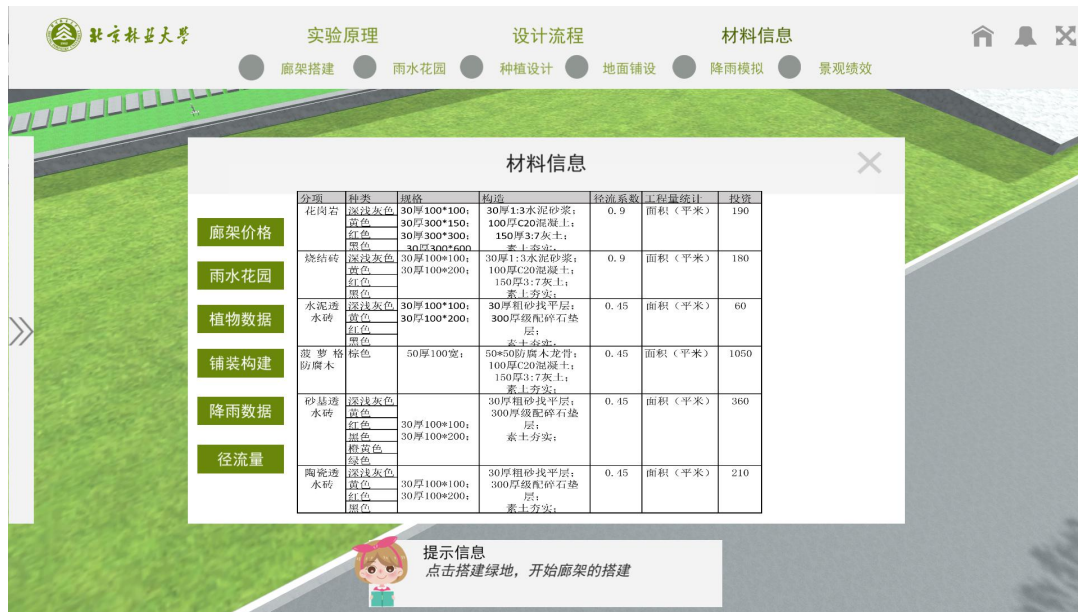 北京林业大学
实验原理 设计流程 材料信息
廊架搭建 雨水花园 种植设计 地面铺设 降雨模拟 景观绩效
材料信息
廊架价格
雨水花园
植物数据
铺装构建
降雨数据
径流量
分项 种类 规格 构造 径流系数 工程量统计 投资
花岗岩 深浅灰色 30厚100*100; 30厚1:3水泥砂浆; 0.9 面积（平米） 190
黄色 30厚300*150; 100厚C20混凝土;
红色 30厚300*300; 150厚3:7灰土;
黑色 30厚300*600 素土夯实;
烧结砖 深浅灰色 30厚100*100; 30厚1:3水泥砂浆; 0.9 面积（平米） 180
黄色 30厚100*200; 100厚C20混凝土;
红色 150厚3:7灰土;
黑色 素土夯实;
水泥透 深浅灰色 30厚100*100; 30厚粗砂找平层; 0.45 面积（平米） 60
水砖 黄色 30厚100*200; 300厚级配碎石垫
红色 层;
黑色 素土夯实;
菠萝格 棕色 50厚100宽; 50*50防腐木龙骨; 0.45 面积（平米） 1050
防腐木 100厚C20混凝土;
150厚3:7灰土;
素土夯实;
砂基透 深浅灰色 30厚粗砂找平层; 0.45 面积（平米） 360
水砖 黄色 300厚级配碎石垫
红色 30厚100*100; 层;
黑色 30厚100*200; 素土夯实;
橙黄色
绿色
陶瓷透 深浅灰色 30厚粗砂找平层; 0.45 面积（平米） 210
水砖 黄色 30厚100*100; 300厚级配碎石垫
红色 30厚100*200; 层;
黑色 素土夯实;
提示信息
点击搭建绿地，开始廊架的搭建